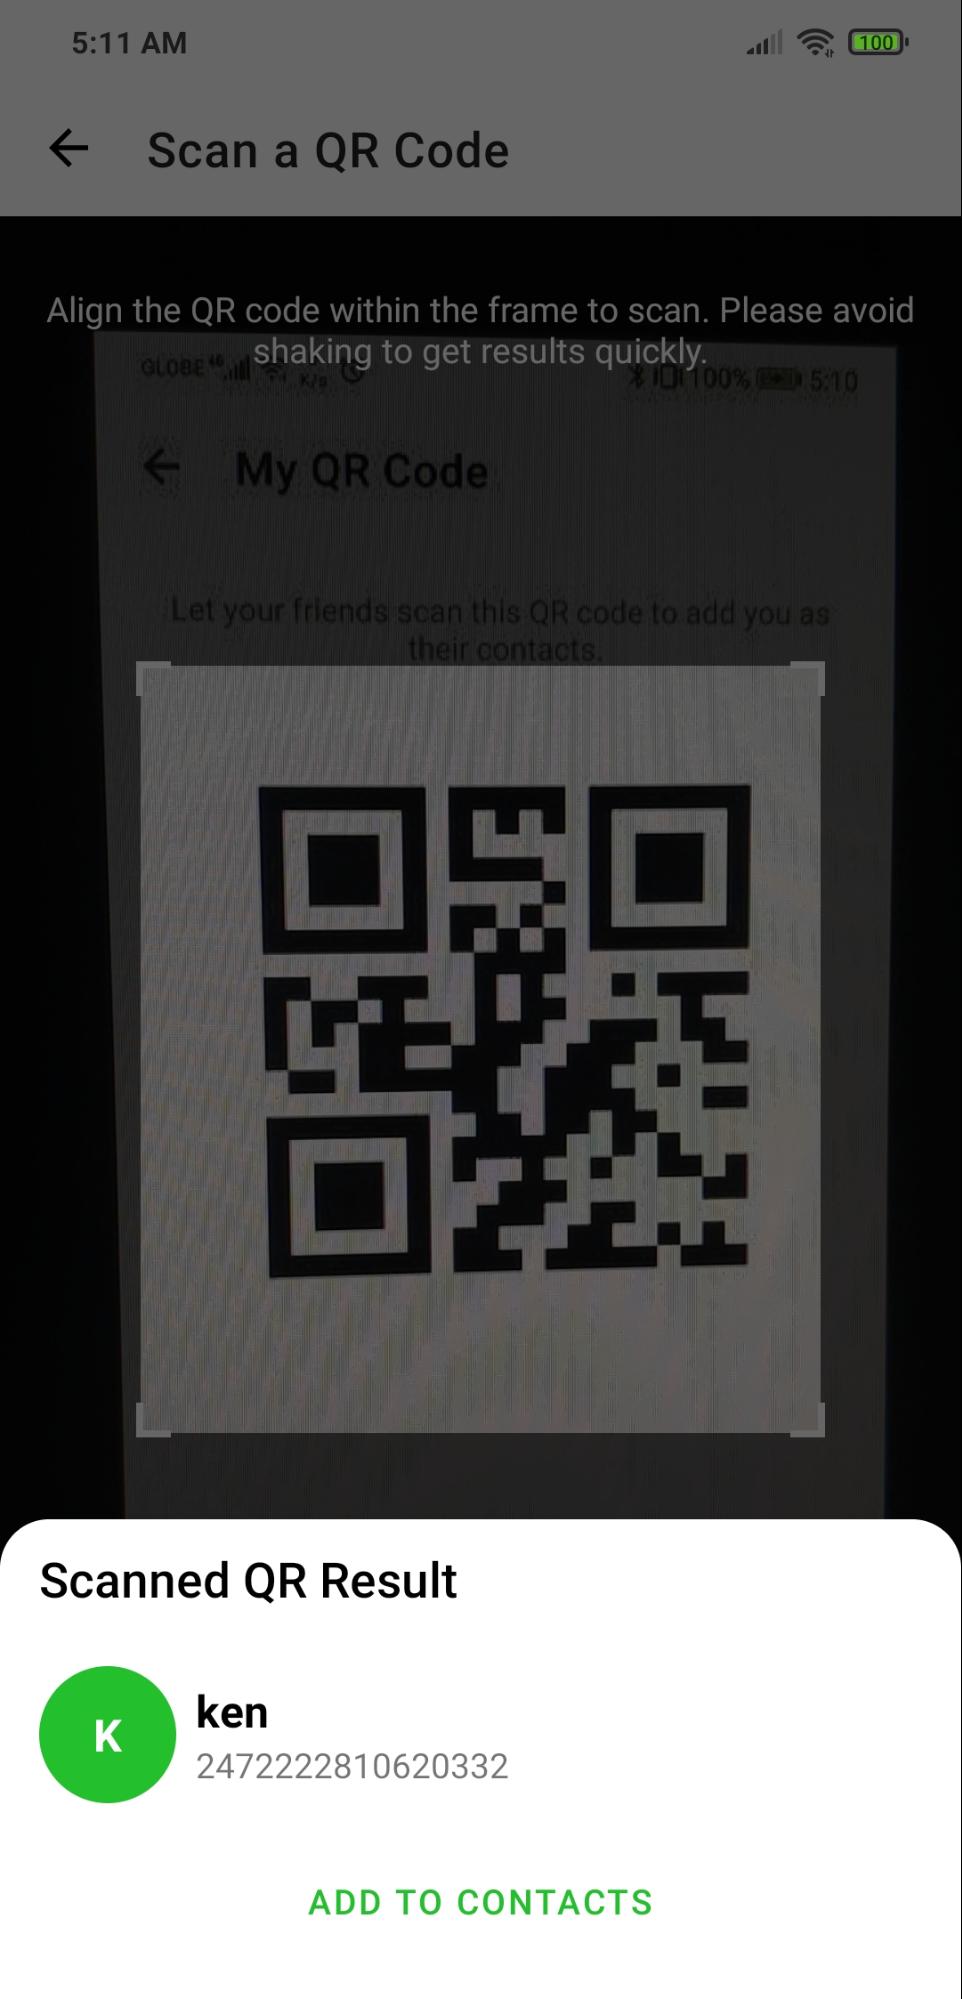 5:11 AM
100
Scan a QR Code
Align the QR code within the frame to scan. Please avoid
shaking to get results quickly.
GLOBE 4G K/s 100% 5:10
My QR Code
Let your friends scan this QR code to add you as
their contacts.
Scanned QR Result
K
ken
2472222810620332
ADD TO CONTACTS